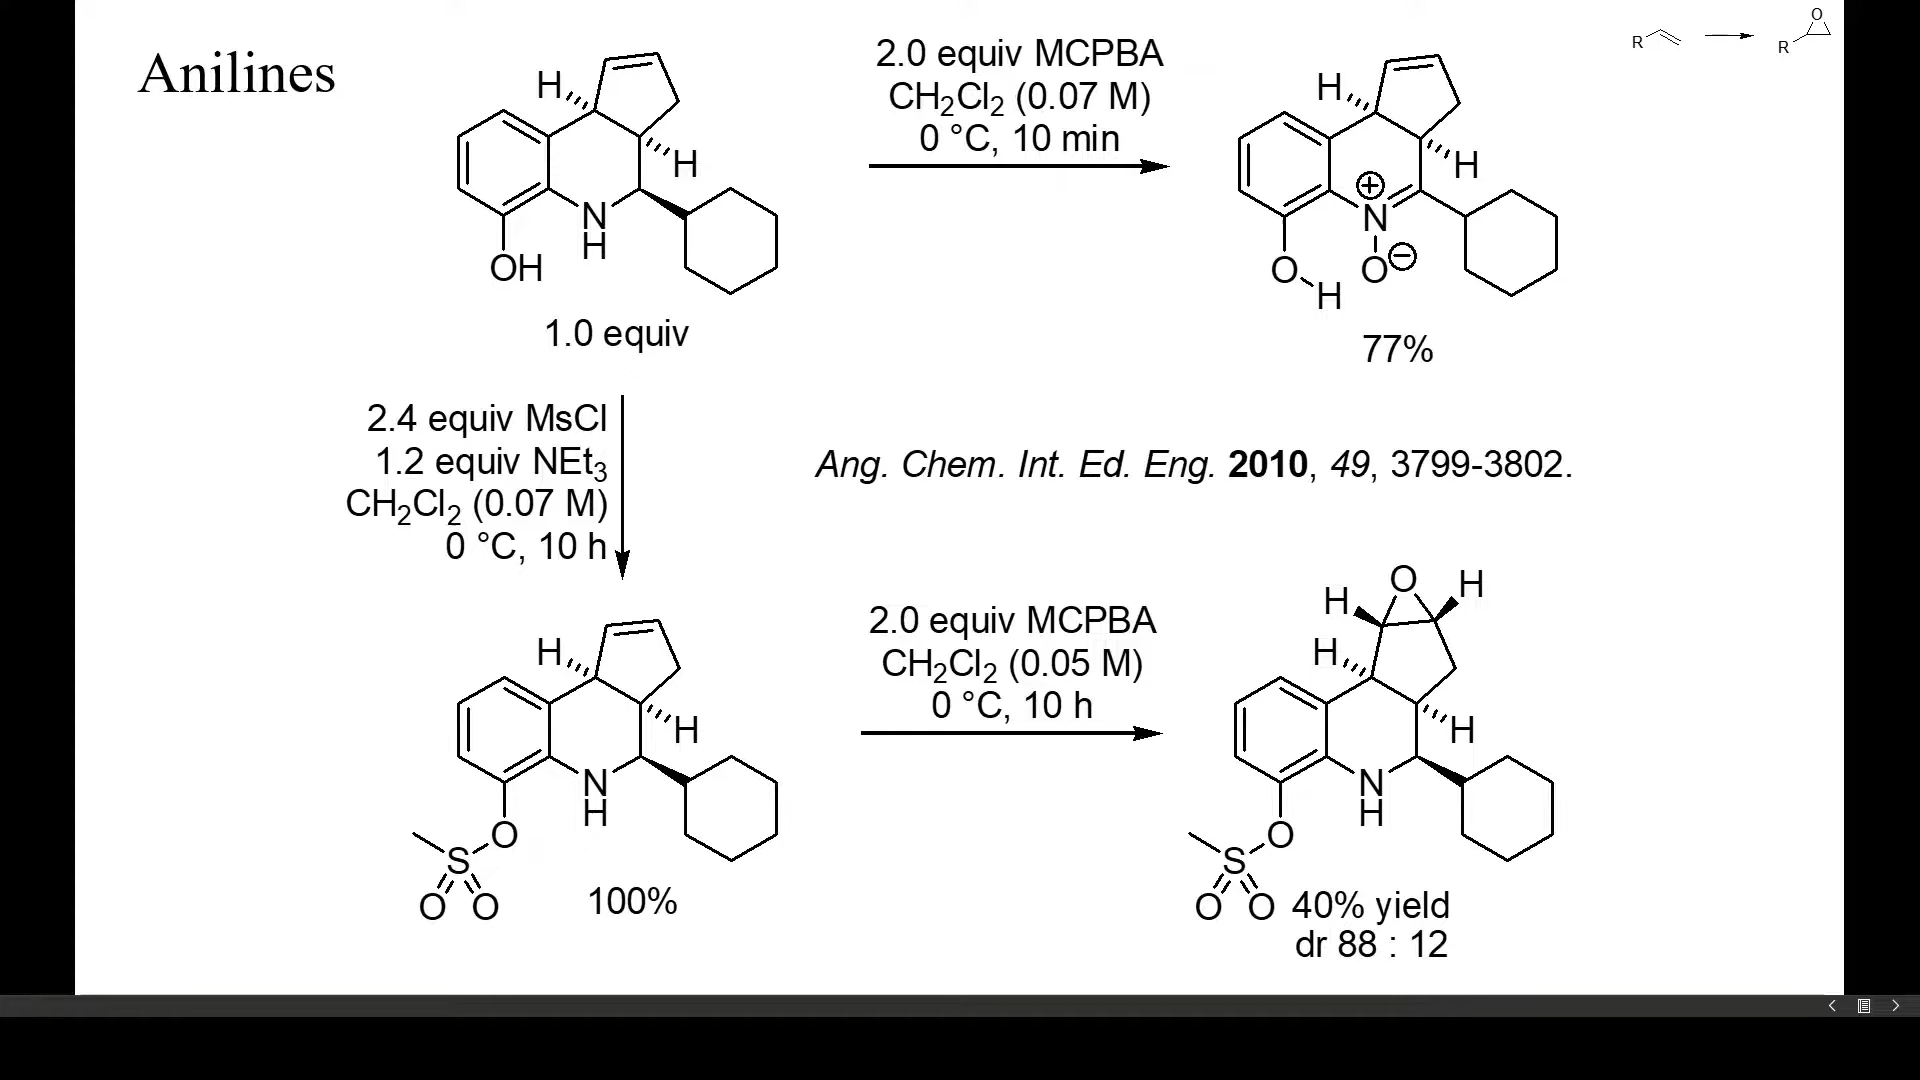 Anilines
2.0 equiv MCPBA
CH2Cl2 (0.07 M)
0 °C, 10 min
R
R
O
H
H
N
H
OH
1.0 equiv
H
H
⊕
N
O
⊖
O
H
77%
2.4 equiv MsCl
1.2 equiv NEt3
CH2Cl2 (0.07 M)
0 °C, 10 h
Ang. Chem. Int. Ed. Eng. 2010, 49, 3799-3802.
H
H
N
H
O
S
O
O
100%
2.0 equiv MCPBA
CH2Cl2 (0.05 M)
0 °C, 10 h
H
O
H
H
H
N
H
O
S
O
O
40% yield
dr 88 : 12